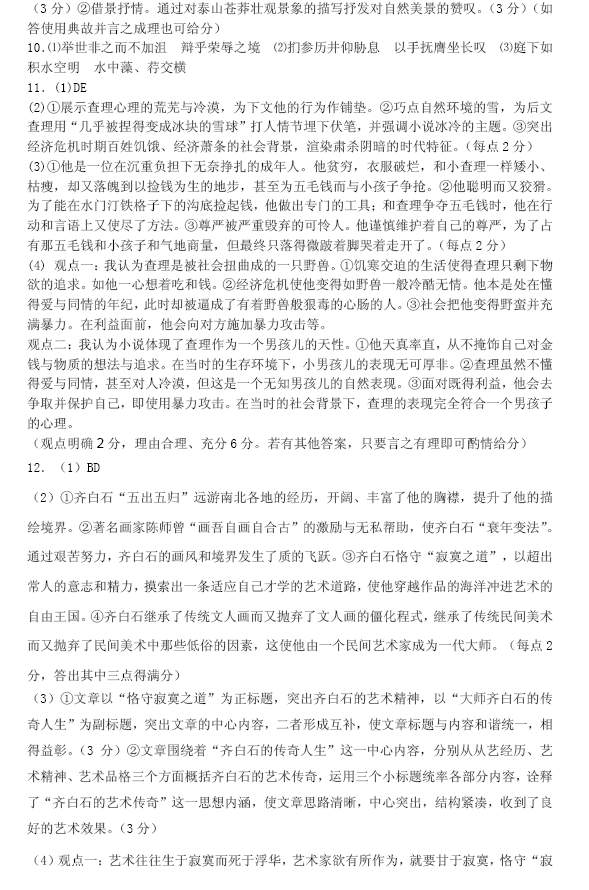 （3 分）②借景抒情。通过对泰山苍莽壮观景象的描写抒发对自然美景的赞叹。（3 分）（如
答使用典故并言之成理也可给分）
10.⑴举世非之而不加沮　辩乎荣辱之境　⑵扪参历井仰胁息　以手抚膺坐长叹　⑶庭下如
积水空明　水中藻、荇交横
11. (1)DE
(2)①展示查理心理的荒芜与冷漠，为下文他的行为作铺垫。②巧点自然环境的雪，为后文
查理用“几乎被捏得变成冰块的雪球”打人情节埋下伏笔，并强调小说冰冷的主题。③突出
经济危机时期百姓饥饿、经济萧条的社会背景，渲染肃杀阴暗的时代特征。（每点 2 分）
(3)①他是一位在沉重负担下无奈挣扎的成年人。他贫穷，衣服破烂，和小查理一样矮小、
枯瘦，却又落魄到以捡钱为生的地步，甚至为五毛钱而与小孩子争抢。②他聪明而又狡猾。
为了能在水门汀铁格子下的沟底捡起钱，他做出专门的工具；和查理争夺五毛钱时，他在行
动和言语上又使尽了方法。③尊严被严重毁弃的可怜人。他谨慎维护着自己的尊严，为了占
有那五毛钱和小孩子和气地商量，但最终只落得微跛着脚哭着走开了。（每点 2 分）
(4) 观点一：我认为查理是被社会扭曲成的一只野兽。①饥寒交迫的生活使得查理只剩下物
欲的追求。如他一心想着吃和钱。②经济危机使他变得如野兽一般冷酷无情。他本是处在懂
得爱与同情的年纪，此时却被逼成了有着野兽般狠毒的心肠的人。③社会把他变得野蛮并充
满暴力。在利益面前，他会向对方施加暴力攻击等。
观点二：我认为小说体现了查理作为一个男孩儿的天性。①他天真率直，从不掩饰自己对金
钱与物质的想法与追求。在当时的生存环境下，小男孩儿的表现无可厚非。②查理虽然不懂
得爱与同情，甚至对人冷漠，但这是一个无知男孩儿的自然表现。③面对既得利益，他会去
争取并保护自己，即使用暴力攻击。在当时的社会背景下，查理的表现完全符合一个男孩子
的心理。
（观点明确 2 分，理由合理、充分 6 分。若有其他答案，只要言之有理即可酌情给分）
12. （1）BD
（2）①齐白石“五出五归”远游南北各地的经历，开阔、丰富了他的胸襟，提升了他的描
绘境界。②著名画家陈师曾“画吾自画自合古”的激励与无私帮助，使齐白石“衰年变法”。
通过艰苦努力，齐白石的画风和境界发生了质的飞跃。③齐白石恪守“寂寞之道”，以超出
常人的意志和精力，摸索出一条适应自己才学的艺术道路，使他穿越作品的海洋冲进艺术的
自由王国。④齐白石继承了传统文人画而又抛弃了文人画的僵化程式，继承了传统民间美术
而又抛弃了民间美术中那些低俗的因素，这使他由一个民间艺术家成为一代大师。（每点 2
分，答出其中三点得满分）
（3）①文章以“恪守寂寞之道”为正标题，突出齐白石的艺术精神，以“大师齐白石的传
奇人生”为副标题，突出文章的中心内容，二者形成互补，使文章标题与内容和谐统一，相
得益彰。（3 分）②文章围绕着“齐白石的传奇人生”这一中心内容，分别从从艺经历、艺
术精神、艺术品格三个方面概括齐白石的艺术传奇，运用三个小标题统率各部分内容，诠释
了“齐白石的艺术传奇”这一思想内涵，使文章思路清晰，中心突出，结构紧凑，收到了良
好的艺术效果。（3 分）
（4）观点一：艺术往往生于寂寞而死于浮华，艺术家欲有所作为，就要甘于寂寞，恪守“寂